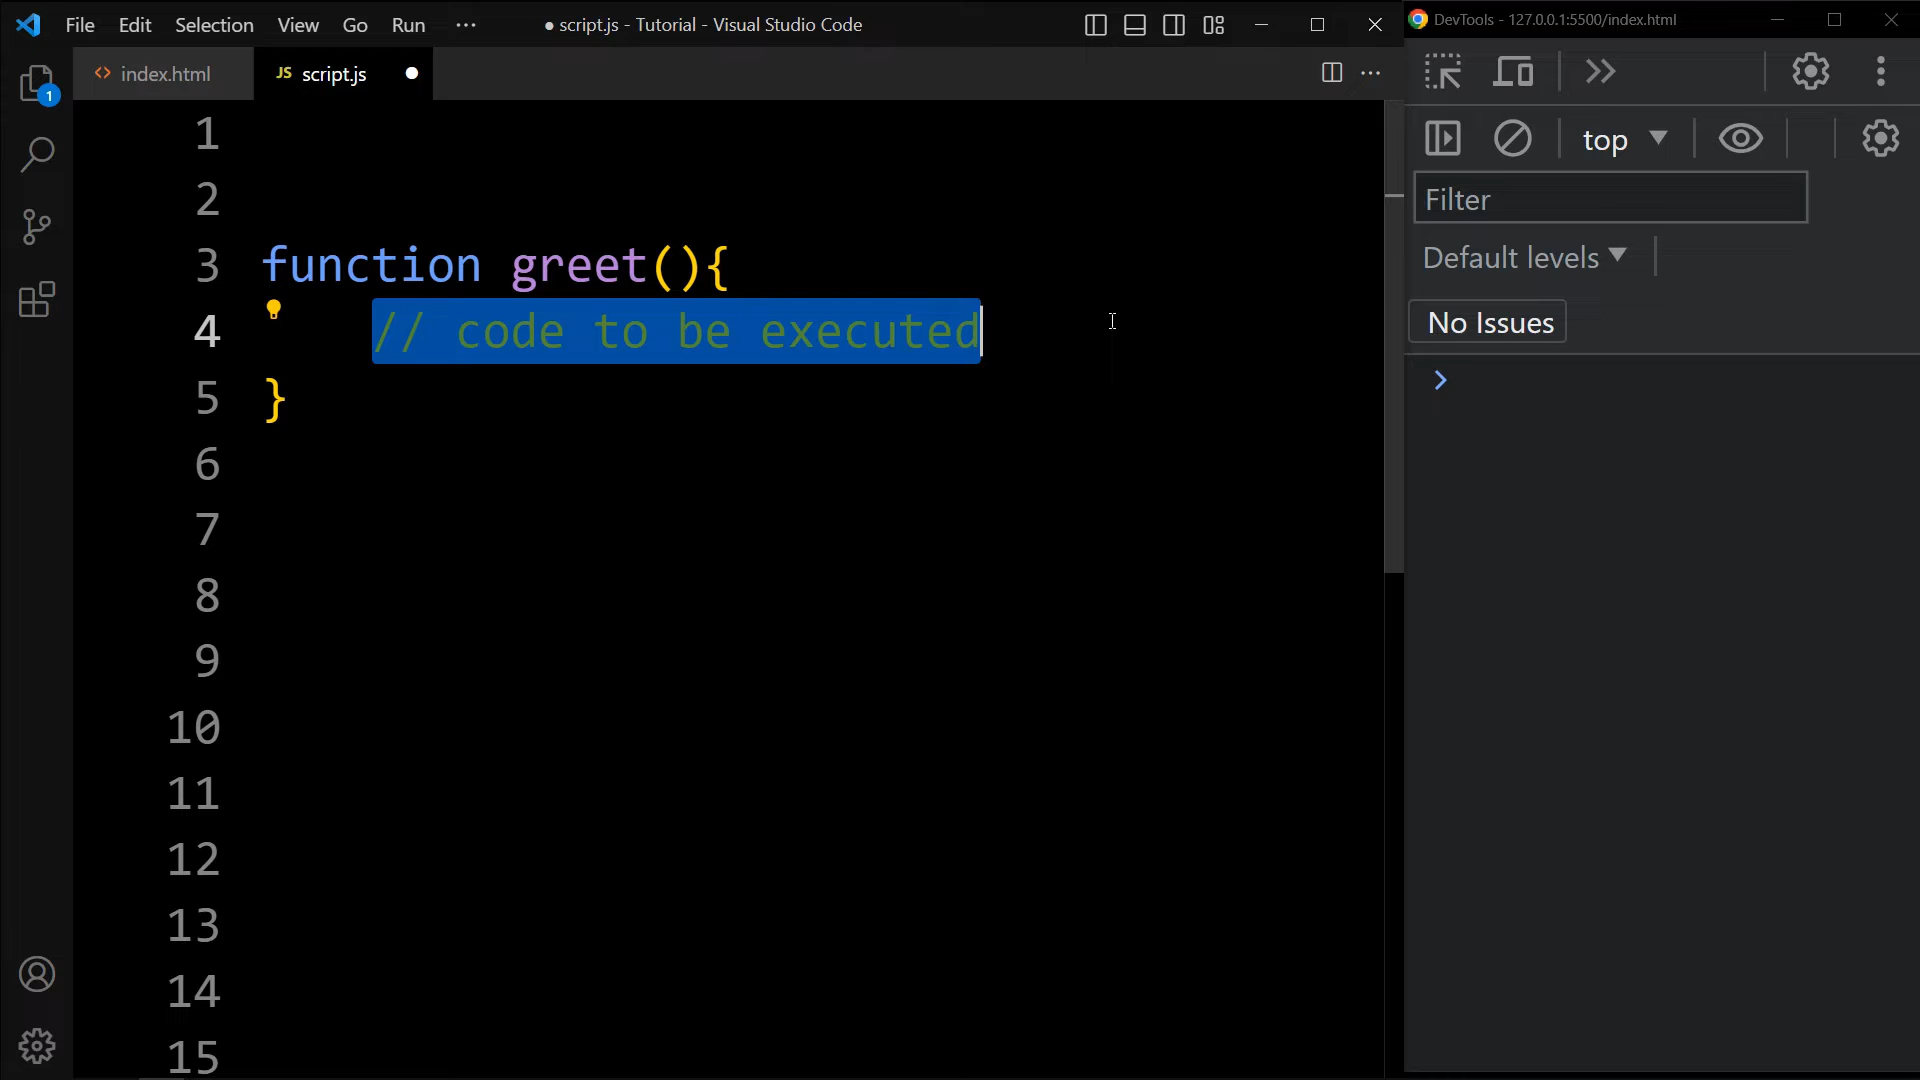 File Edit Selection View Go Run ··· ● script.js - Tutorial - Visual Studio Code
DevTools - 127.0.0.1:5500/index.html
<> index.html JS script.js
1
1
2
3 function greet(){
4 // code to be executed
5 }
6
7
8
9
10
11
12
13
14
15
top
Filter
Default levels
No Issues